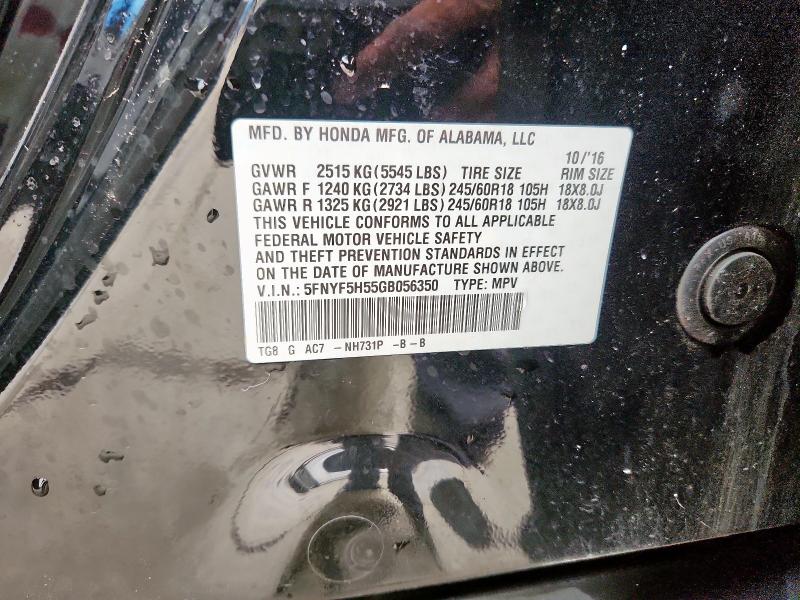 MFD. BY HONDA MFG. OF ALABAMA, LLC
10/'16
GVWR 2515 KG (5545 LBS) TIRE SIZE RIM SIZE
GAWR F 1240 KG (2734 LBS) 245/60R18 105H 18X8.0J
GAWR R 1325 KG (2921 LBS) 245/60R18 105H 18X8.0J
THIS VEHICLE CONFORMS TO ALL APPLICABLE
FEDERAL MOTOR VEHICLE SAFETY
AND THEFT PREVENTION STANDARDS IN EFFECT
ON THE DATE OF MANUFACTURE SHOWN ABOVE.
V.I.N.: 5FNYF5H55GB056350 TYPE: MPV
TG8 G AC7 -NH731P -B-B